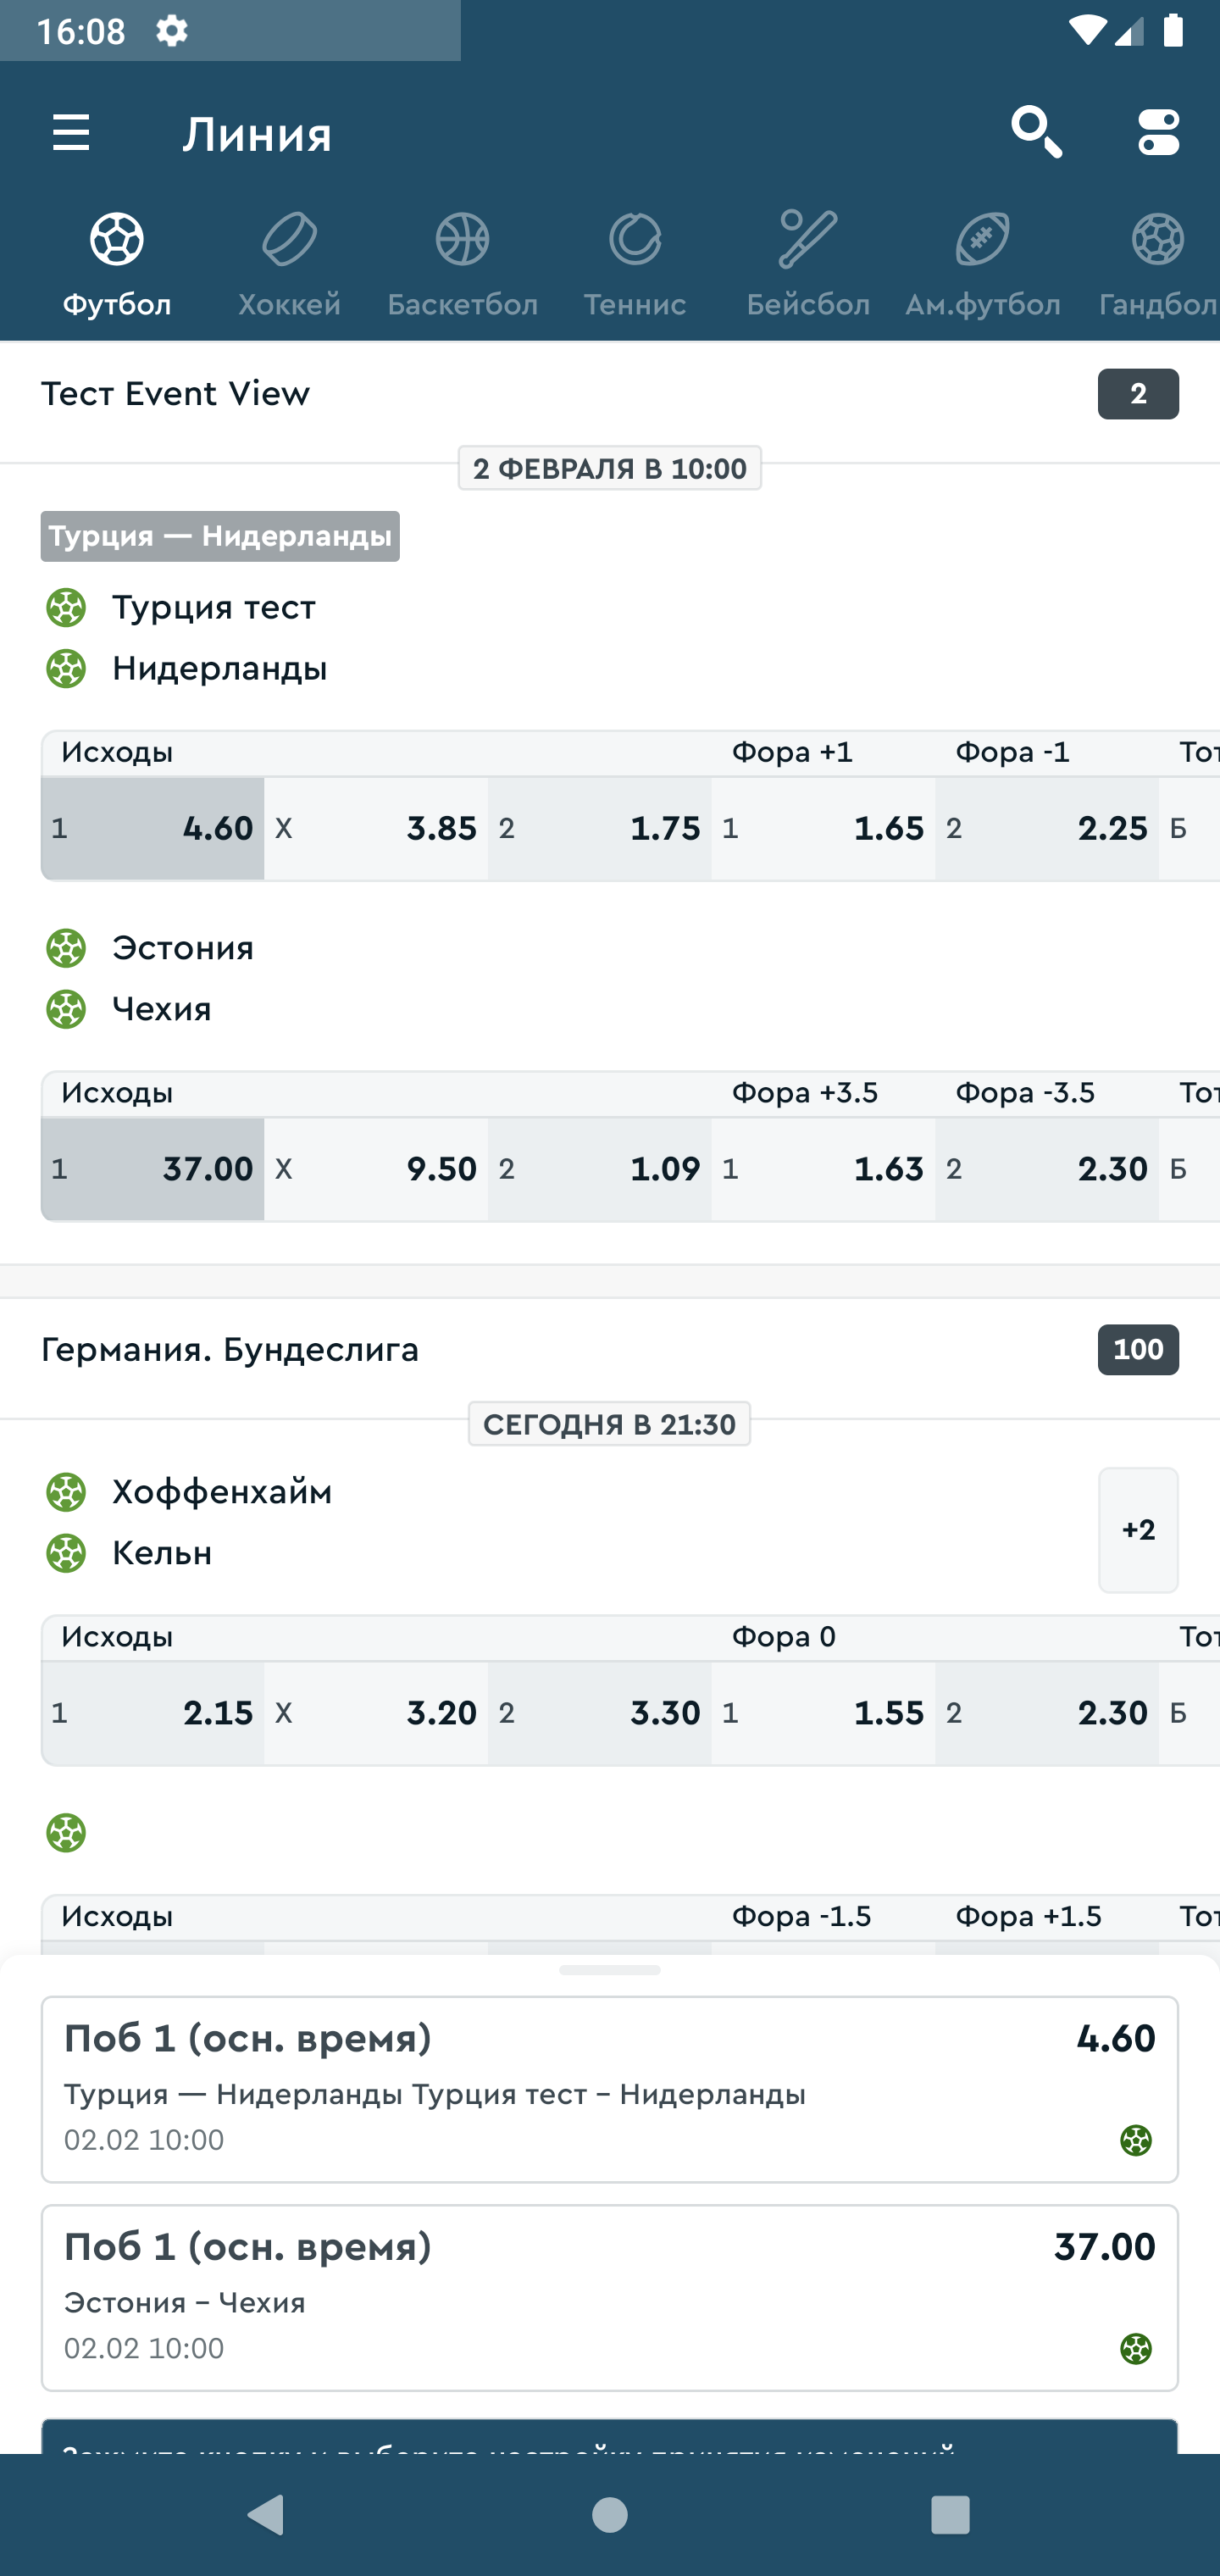 16:08
Линия
Футбол Хоккей Баскетбол Теннис Бейсбол Ам.футбол Гандбол
Тест Event View 2
2 ФЕВРАЛЯ В 10:00
Турция — Нидерланды
Турция тест
Нидерланды
Исходы Фора +1 Фора -1
1 4.60 X 3.85 2 1.75 1 1.65 2 2.25 Б
Эстония
Чехия
Исходы Фора +3.5 Фора -3.5
1 37.00 X 9.50 2 1.09 1 1.63 2 2.30 Б
Германия. Бундеслига 100
СЕГОДНЯ В 21:30
Хоффенхайм
Кельн
+2
Исходы Фора 0
1 2.15 X 3.20 2 3.30 1 1.55 2 2.30 Б
Исходы Фора -1.5 Фора +1.5
Поб 1 (осн. время) 4.60
Турция — Нидерланды Турция тест – Нидерланды
02.02 10:00
Поб 1 (осн. время) 37.00
Эстония – Чехия
02.02 10:00